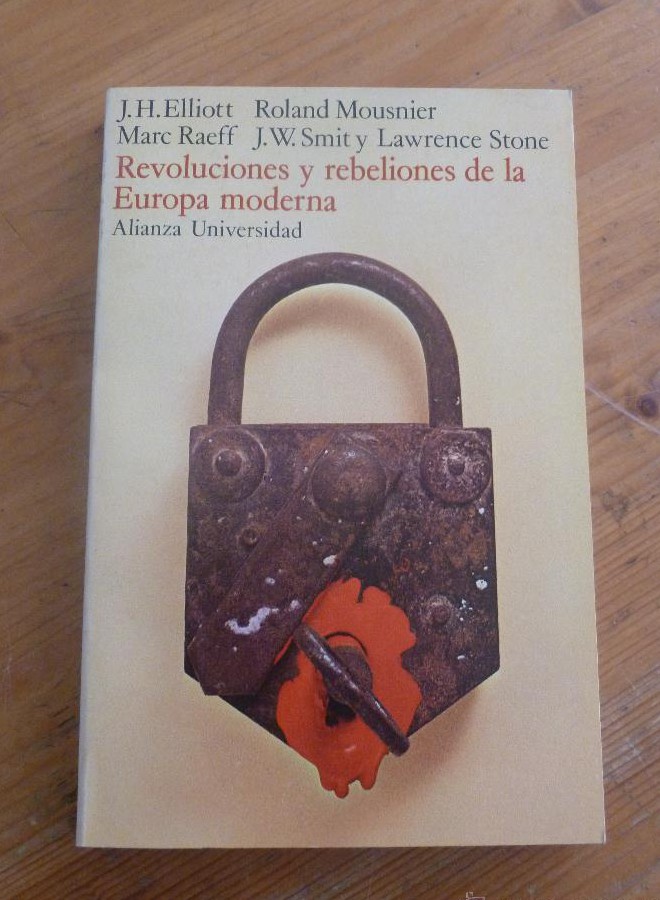 J.H.Elliott Roland Mousnier
Marc Raeff J.W. Smit y Lawrence Stone
Revoluciones y rebeliones de la
Europa moderna
Alianza Universidad